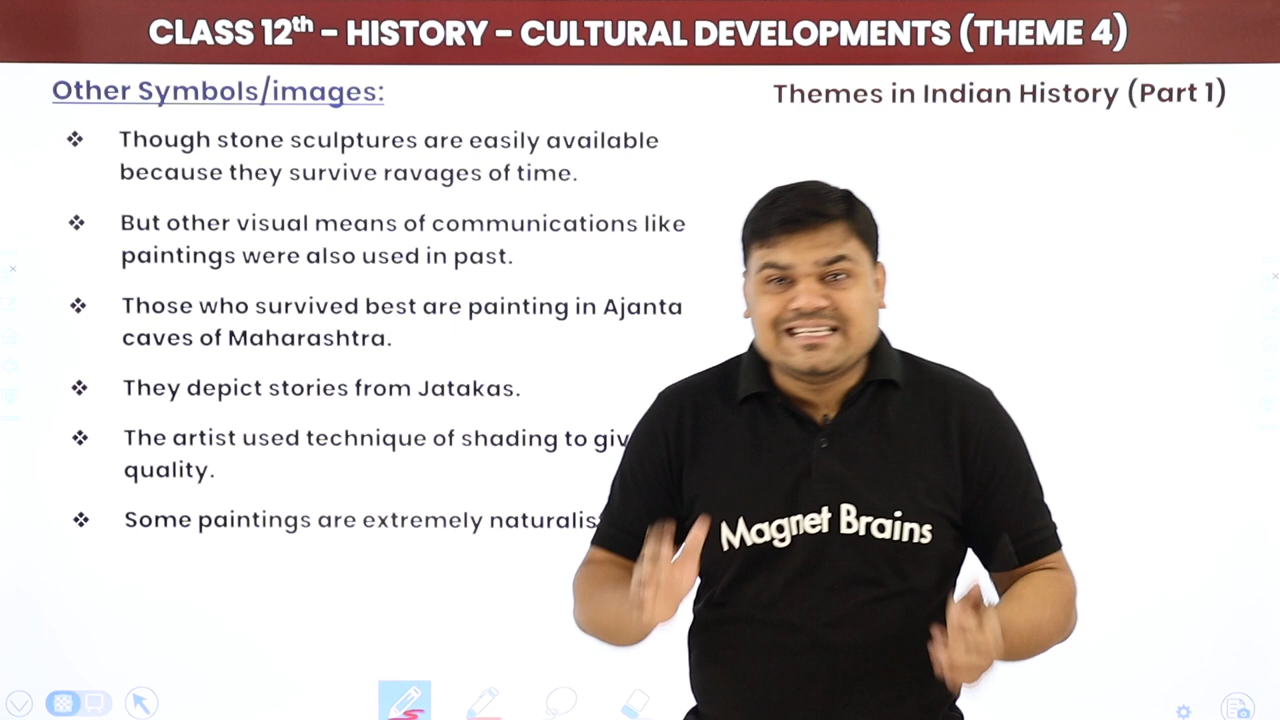 CLASS 12th - HISTORY - CULTURAL DEVELOPMENTS (THEME 4)
Other Symbols/images:
Themes in Indian History (Part 1)
Though stone sculptures are easily available
because they survive ravages of time.
But other visual means of communications like
paintings were also used in past.
Those who survived best are painting in Ajanta
caves of Maharashtra.
They depict stories from Jatakas.
The artist used technique of shading to
quality.
Some paintings are extremely
Magnet Brains